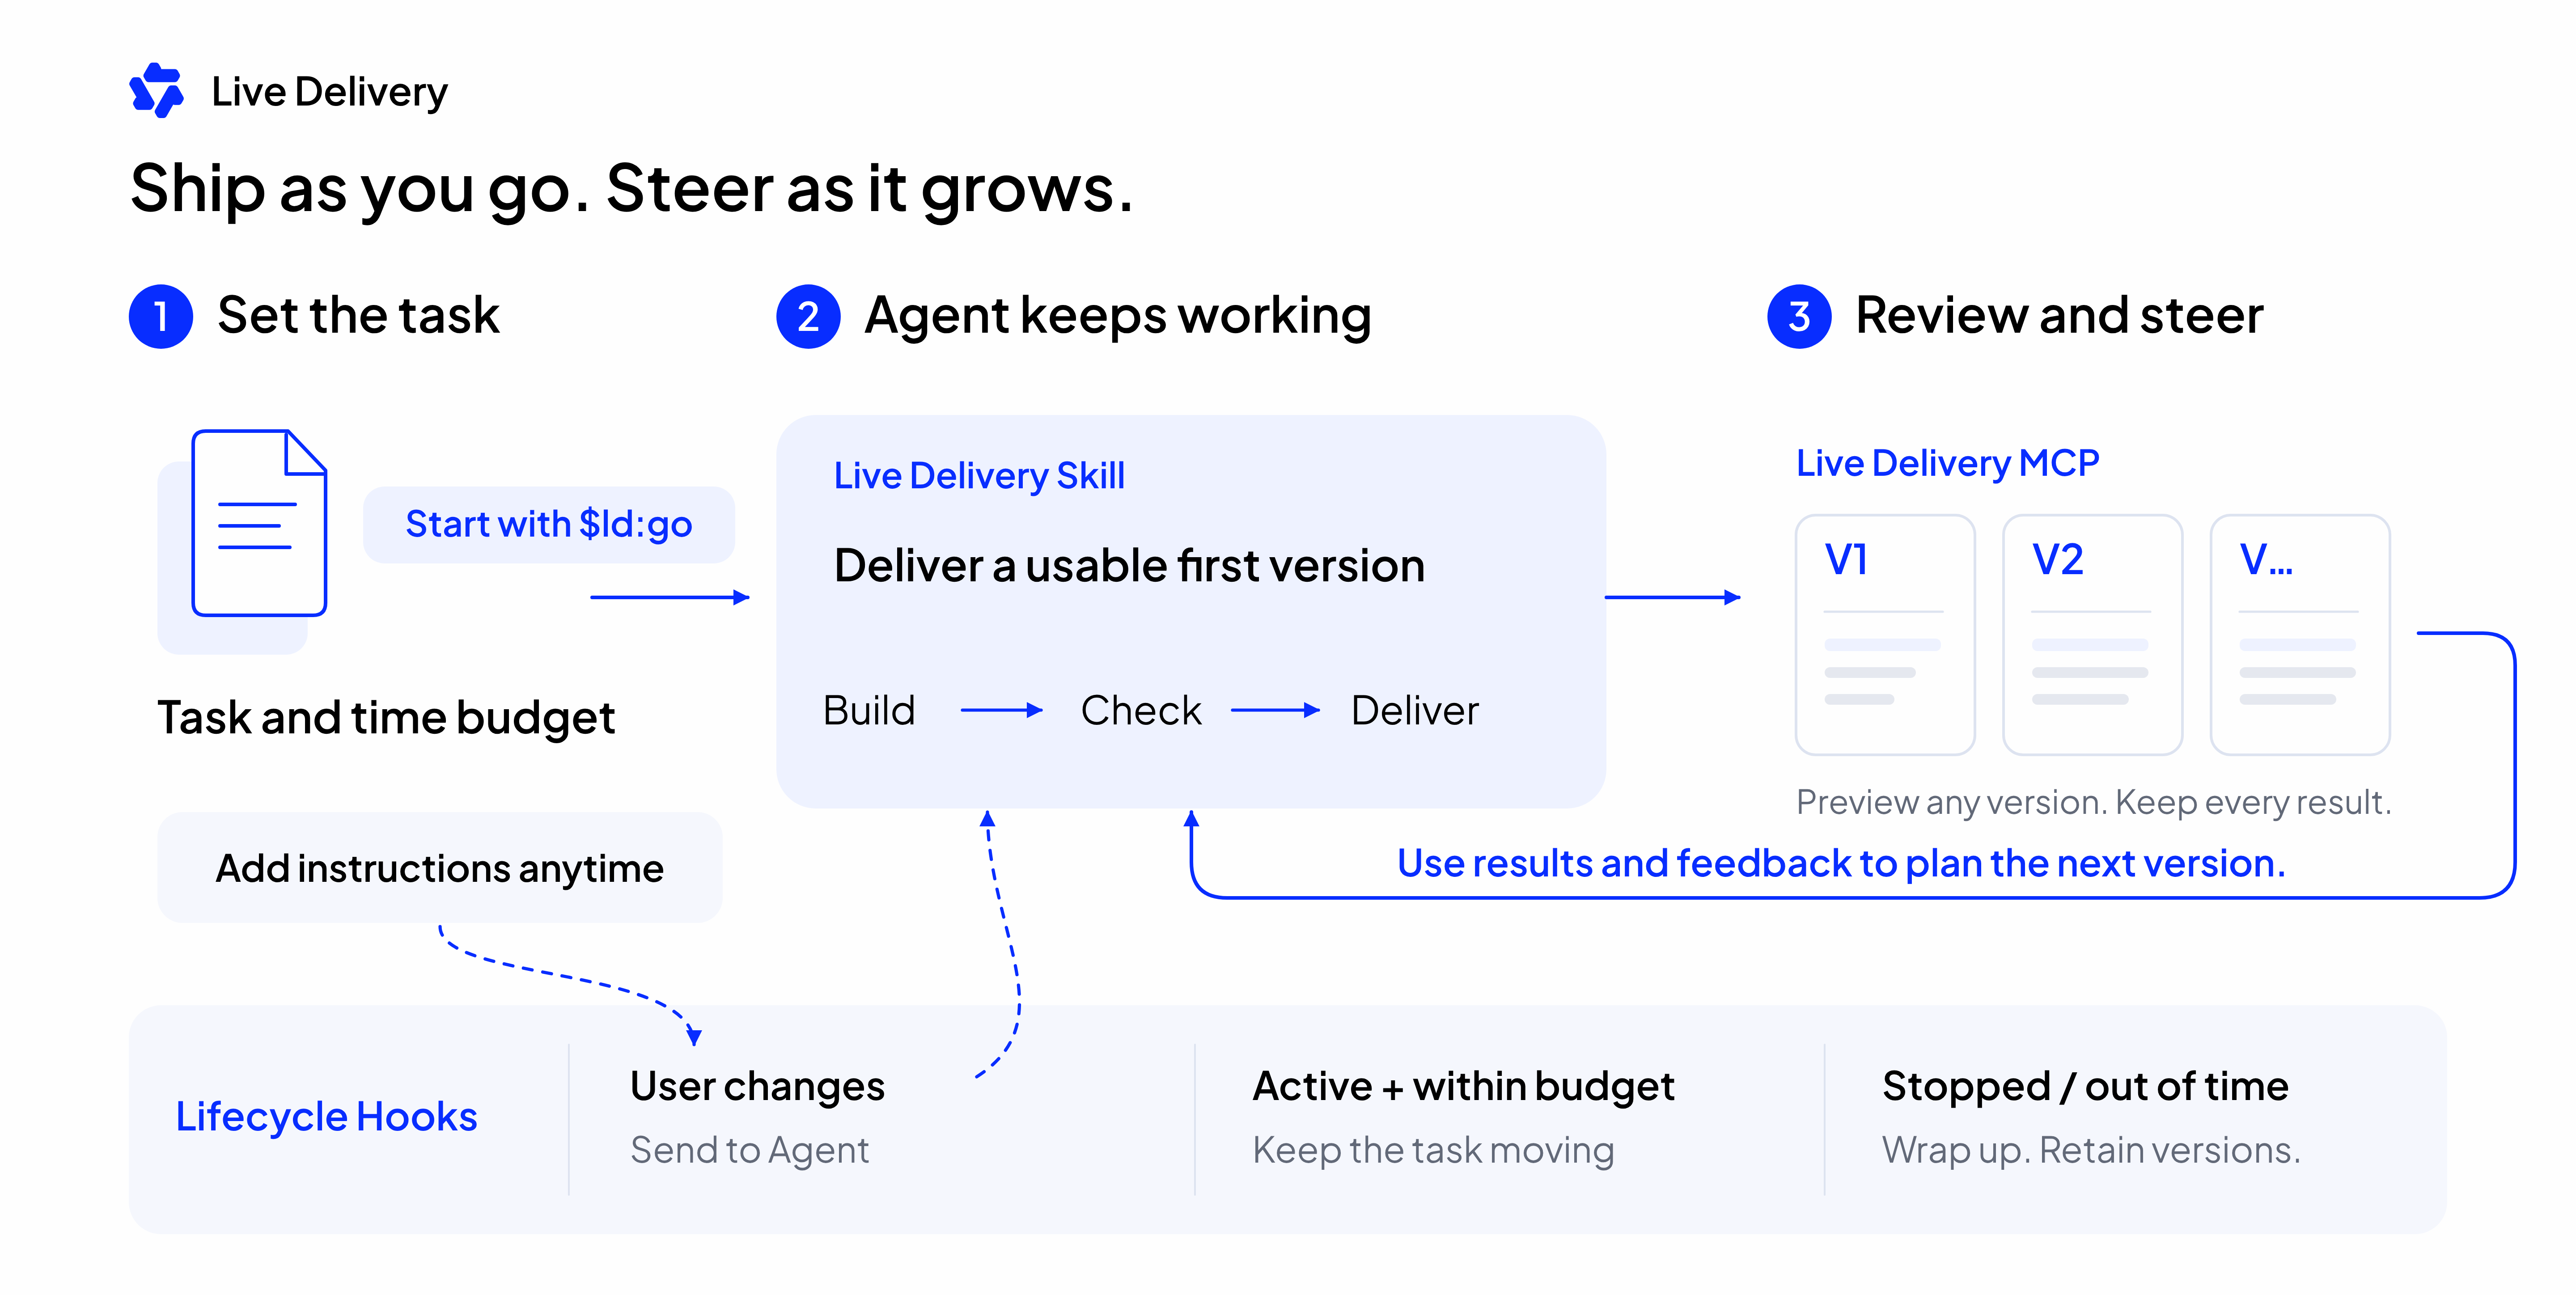 Live Delivery
Ship as you go. Steer as it grows.
1 Set the task
2 Agent keeps working
3 Review and steer
Start with $ld:go
Task and time budget
Add instructions anytime
Live Delivery Skill
Deliver a usable first version
Build
Check
Deliver
Live Delivery MCP
V1
V2
V...
Preview any version. Keep every result.
Use results and feedback to plan the next version.
Lifecycle Hooks
User changes
Send to Agent
Active + within budget
Keep the task moving
Stopped / out of time
Wrap up. Retain versions.